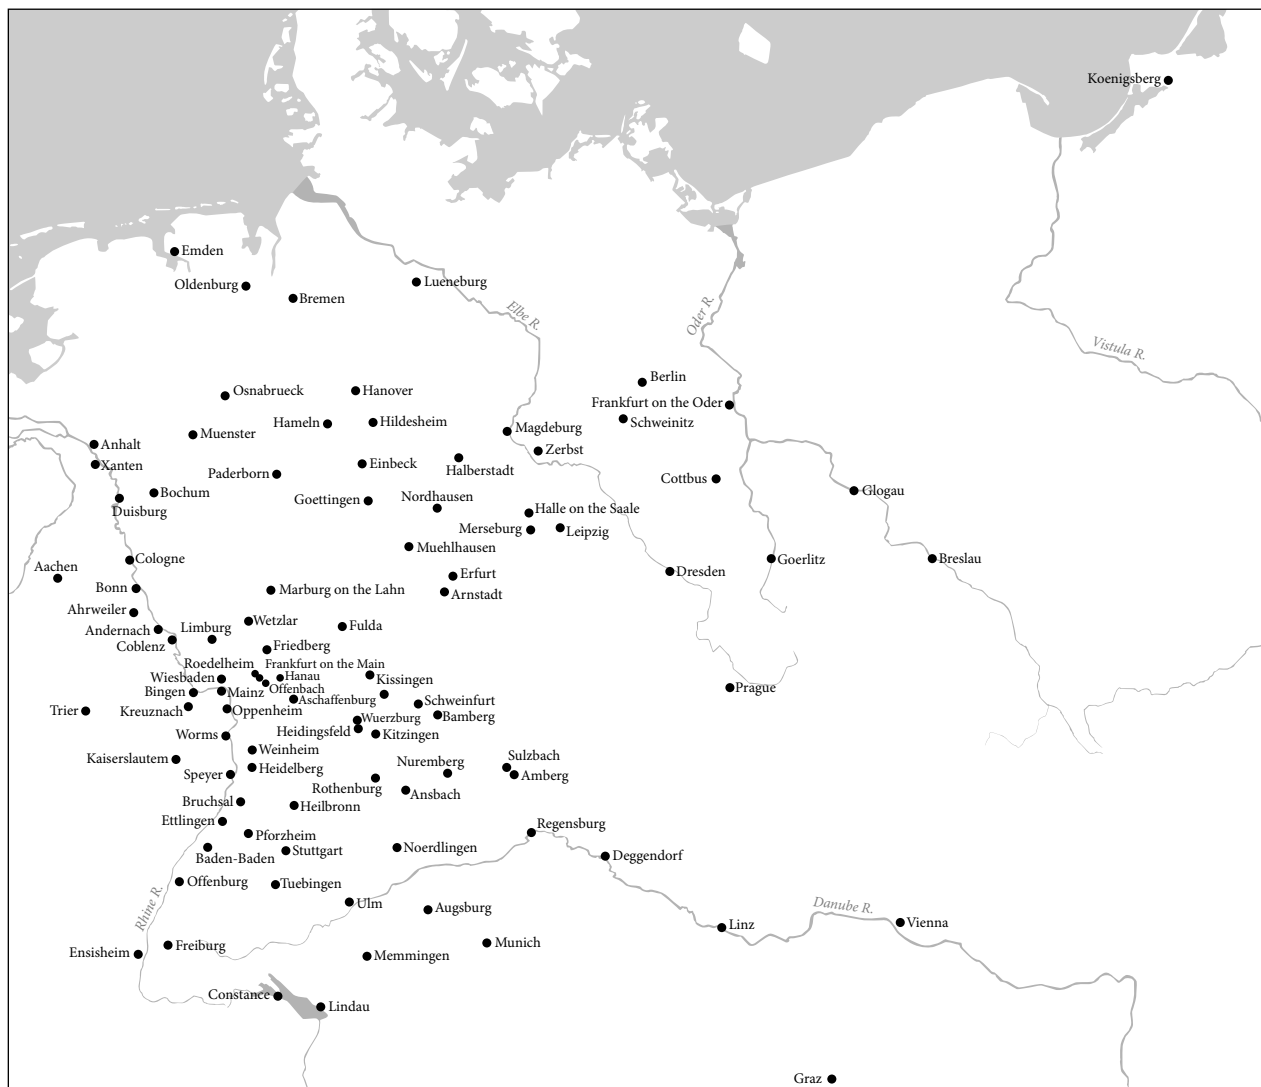 Koenigsberg
Emden
Oldenburg
Bremen
Lueneburg
Elbe R.
Oder R.
Vistula R.
Berlin
Osnabrueck
Hanover
Frankfurt on the Oder
Schweinitz
Hameln
Hildesheim
Magdeburg
Muenster
Anhalt
Zerbst
Xanten
Einbeck
Halberstadt
Paderborn
Cottbus
Bochum
Glogau
Goettingen
Nordhausen
Duisburg
Halle on the Saale
Merseburg
Leipzig
Muehlhausen
Cologne
Goerlitz
Breslau
Aachen
Dresden
Erfurt
Bonn
Marburg on the Lahn
Arnstadt
Ahrweiler
Wetzlar
Andernach
Limburg
Fulda
Coblenz
Friedberg
Roedelheim
Frankfurt on the Main
Wiesbaden
Hanau
Kissingen
Offenbach
Prague
Bingen
Mainz
Aschaffenburg
Schweinfurt
Trier
Kreuznach
Oppenheim
Wuerzburg
Bamberg
Heidingsfeld
Kitzingen
Worms
Weinheim
Kaiserslautem
Sulzbach
Nuremberg
Speyer
Heidelberg
Amberg
Rothenburg
Ansbach
Bruchsal
Heilbronn
Ettlingen
Regensburg
Pforzheim
Baden-Baden
Stuttgart
Noerdlingen
Deggendorf
Offenburg
Tuebingen
Rhine R.
Ulm
Augsburg
Danube R.
Linz
Vienna
Freiburg
Munich
Ensisheim
Memmingen
Constance
Lindau
Graz